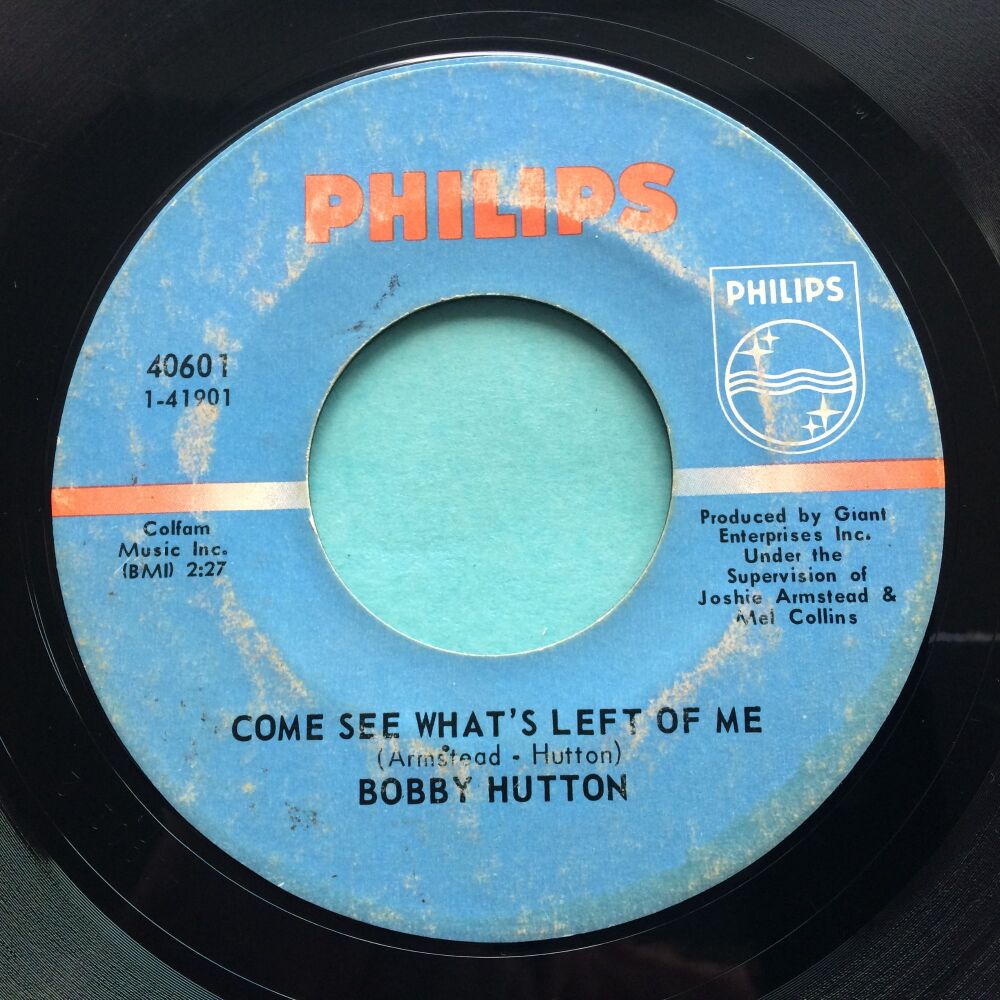 PHILIPS
PHILIPS
40601
1-41901
Colfam
Music Inc.
(BMI) 2:27
Produced by Giant
Enterprises Inc.
Under the
Supervision of
Joshie Armstead &
Mel Collins
COME SEE WHAT'S LEFT OF ME
(Armstead - Hutton)
BOBBY HUTTON